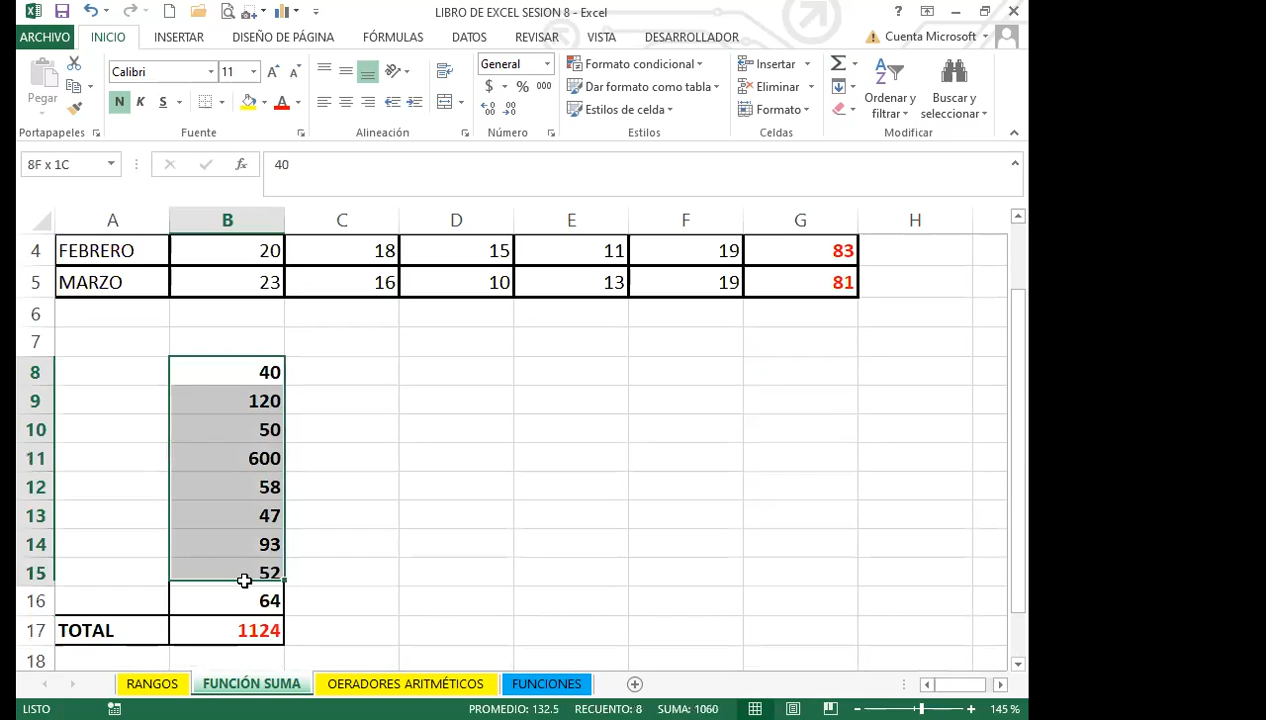 LIBRO DE EXCEL SESION 8 - Excel
?
ARCHIVO INICIO INSERTAR DISEÑO DE PÁGINA FÓRMULAS DATOS REVISAR VISTA DESARROLLADOR Cuenta Microsoft
Pegar
Calibri 11
N K S A
General
$ % 000
Formato condicional
Dar formato como tabla
Estilos de celda
Insertar
Eliminar
Formato
Σ
Ordenar y filtrar
Buscar y seleccionar
Portapapeles Fuente Alineación Número Estilos Celdas Modificar
8F x 1C fx 40
A B C D E F G H
4 FEBRERO 20 18 15 11 19 83
5 MARZO 23 16 10 13 19 81
6
7
8 40
9 120
10 50
11 600
12 58
13 47
14 93
15 52
16 64
17 TOTAL 1124
18
RANGOS FUNCIÓN SUMA OERADORES ARITMÉTICOS FUNCIONES
LISTO PROMEDIO: 132.5 RECUENTO: 8 SUMA: 1060 145 %